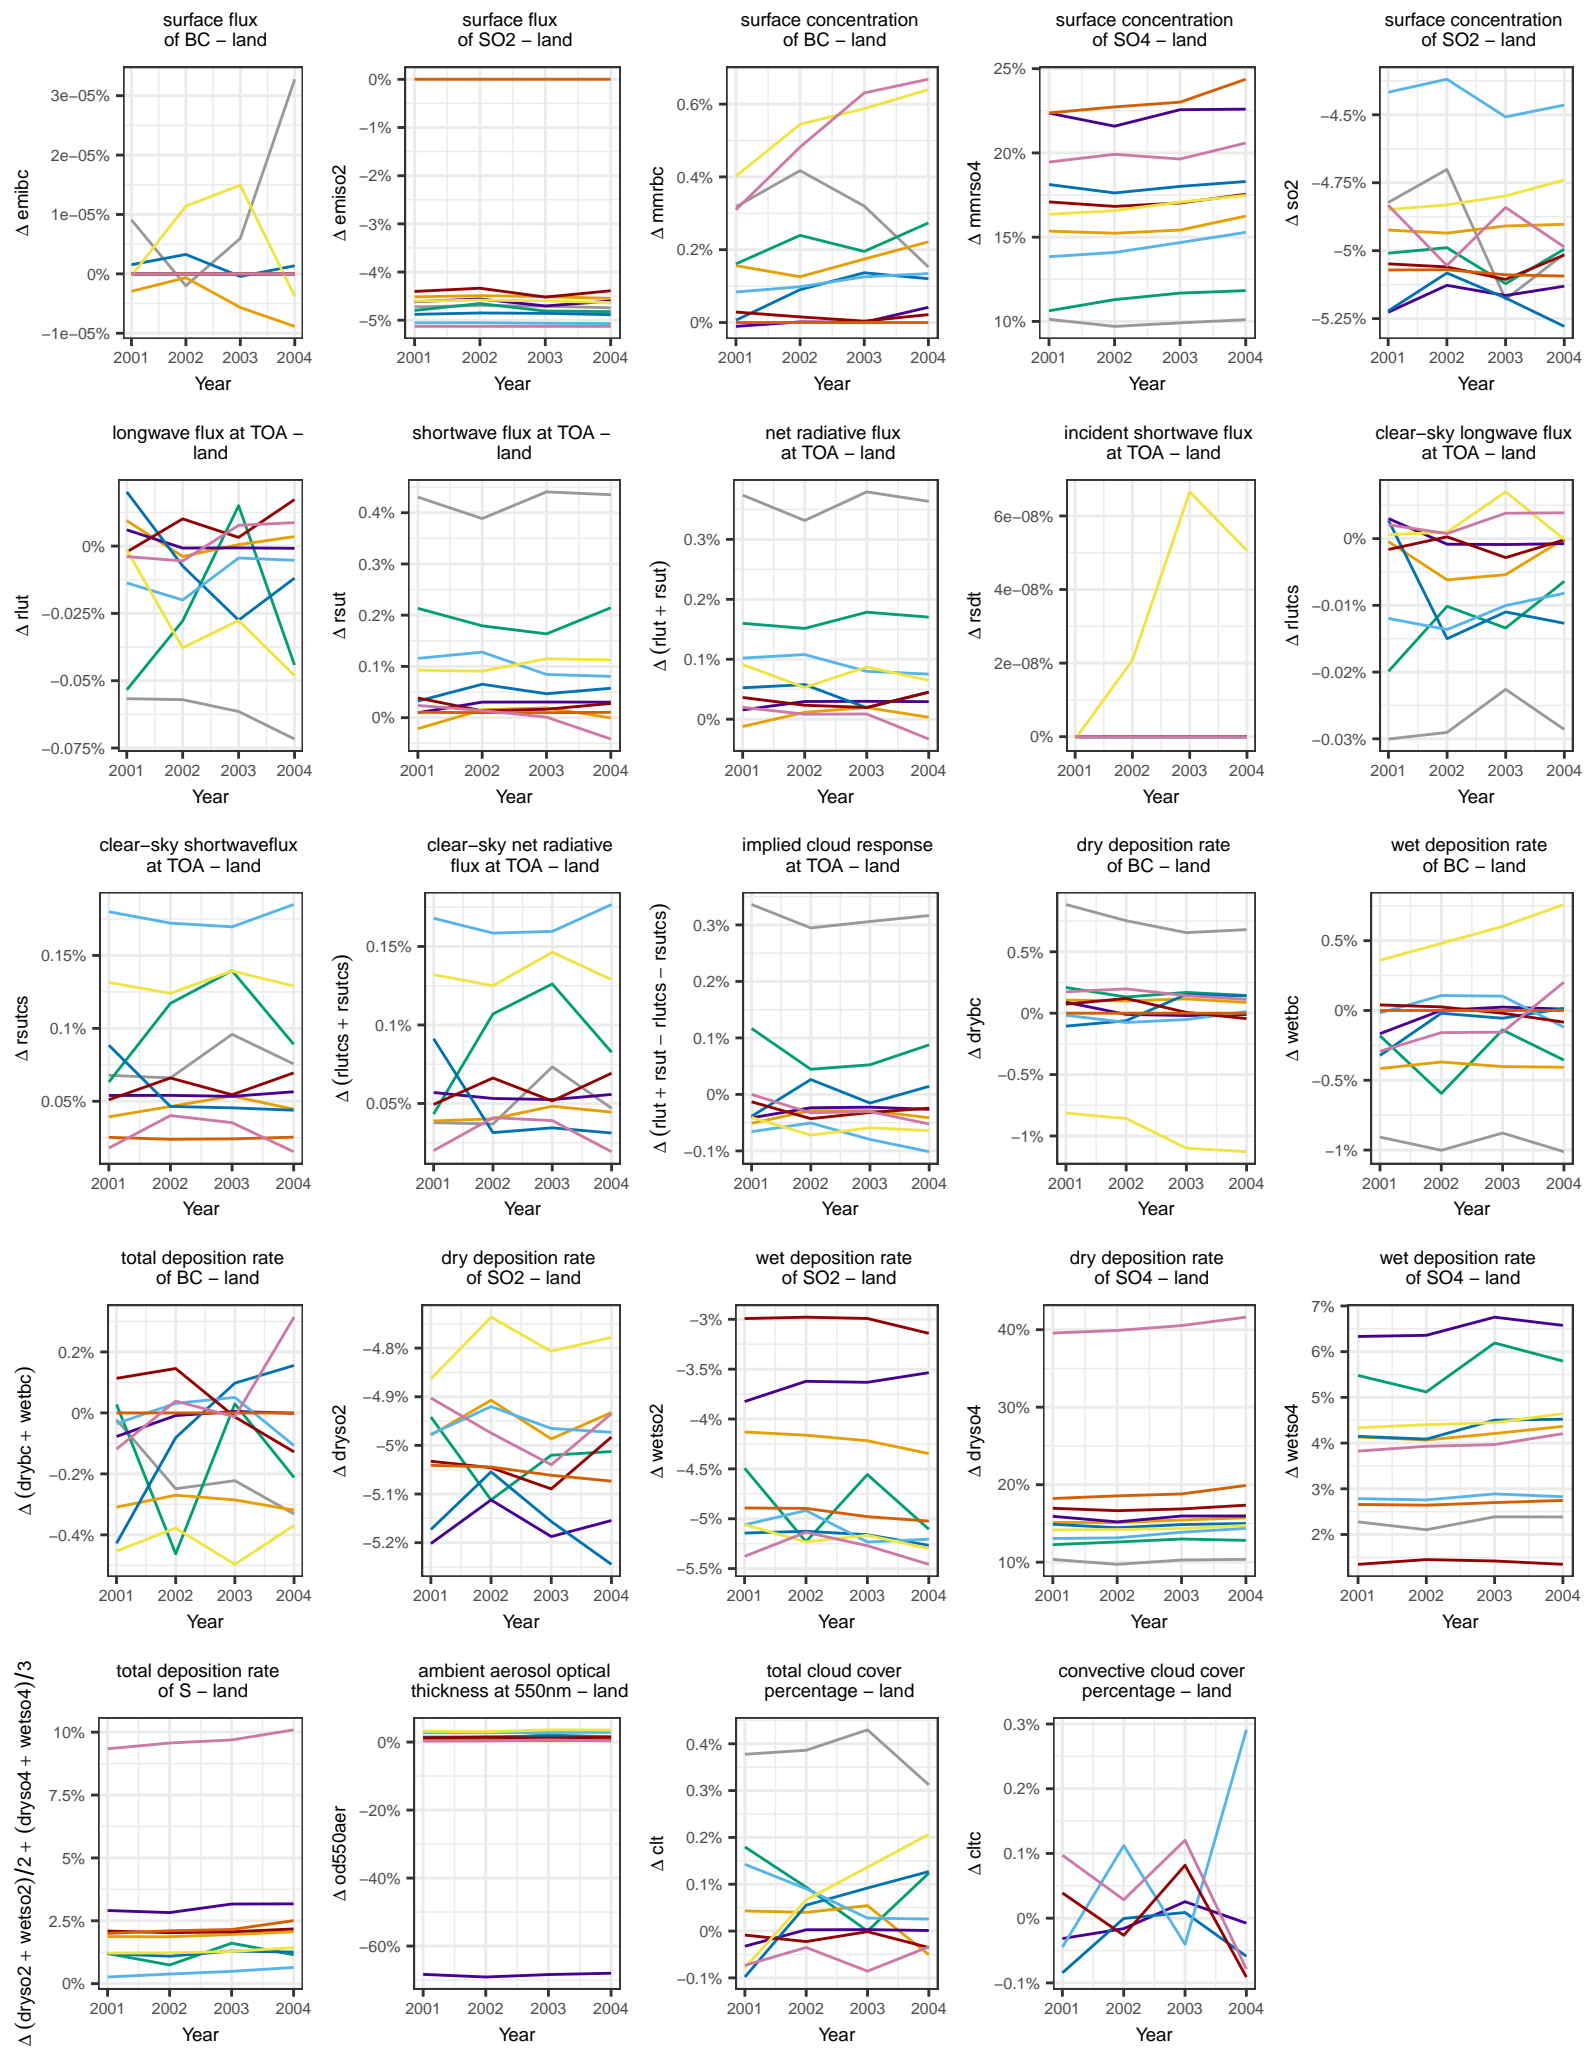 surface flux
of BC − land
surface flux
of SO2 − land
surface concentration
of BC − land
surface concentration
of SO4 − land
surface concentration
of SO2 − land
Δ emibc
3e−05%
2e−05%
1e−05%
0%
−1e−05%
2001 2002 2003 2004
Year
Δ emiso2
0%
−1%
−2%
−3%
−4%
−5%
2001 2002 2003 2004
Year
Δ mmrbc
0.6%
0.4%
0.2%
0%
2001 2002 2003 2004
Year
Δ mmrso4
25%
20%
15%
10%
2001 2002 2003 2004
Year
Δ so2
−4.5%
−4.75%
−5%
−5.25%
2001 2002 2003 2004
Year
longwave flux at TOA −
land
shortwave flux at TOA −
land
net radiative flux
at TOA − land
incident shortwave flux
at TOA − land
clear−sky longwave flux
at TOA − land
Δ rlut
0%
−0.025%
−0.05%
−0.075%
2001 2002 2003 2004
Year
Δ rsut
0.4%
0.3%
0.2%
0.1%
0%
2001 2002 2003 2004
Year
Δ (rlut + rsut)
0.3%
0.2%
0.1%
0%
2001 2002 2003 2004
Year
Δ rsdt
6e−08%
4e−08%
2e−08%
0%
2001 2002 2003 2004
Year
Δ rlutcs
0%
−0.01%
−0.02%
−0.03%
2001 2002 2003 2004
Year
clear−sky shortwaveflux
at TOA − land
clear−sky net radiative
flux at TOA − land
implied cloud response
at TOA − land
dry deposition rate
of BC − land
wet deposition rate
of BC − land
Δ rsutcs
0.15%
0.1%
0.05%
2001 2002 2003 2004
Year
Δ (rlutcs + rsutcs)
0.15%
0.1%
0.05%
2001 2002 2003 2004
Year
Δ (rlut + rsut − rlutcs − rsutcs)
0.3%
0.2%
0.1%
0%
−0.1%
2001 2002 2003 2004
Year
Δ drybc
0.5%
0%
−0.5%
−1%
2001 2002 2003 2004
Year
Δ wetbc
0.5%
0%
−0.5%
−1%
2001 2002 2003 2004
Year
total deposition rate
of BC − land
dry deposition rate
of SO2 − land
wet deposition rate
of SO2 − land
dry deposition rate
of SO4 − land
wet deposition rate
of SO4 − land
Δ (drybc + wetbc)
0.2%
0%
−0.2%
−0.4%
2001 2002 2003 2004
Year
Δ dryso2
−4.8%
−4.9%
−5%
−5.1%
−5.2%
2001 2002 2003 2004
Year
Δ wetso2
−3%
−3.5%
−4%
−4.5%
−5%
−5.5%
2001 2002 2003 2004
Year
Δ dryso4
40%
30%
20%
10%
2001 2002 2003 2004
Year
Δ wetso4
7%
6%
5%
4%
3%
2%
2001 2002 2003 2004
Year
total deposition rate
of S − land
ambient aerosol optical
thickness at 550nm − land
total cloud cover
percentage − land
convective cloud cover
percentage − land
Δ (dryso2 + wetso2)/2 + (dryso4 + wetso4)/3
10%
7.5%
5%
2.5%
0%
2001 2002 2003 2004
Year
Δ od550aer
0%
−20%
−40%
−60%
2001 2002 2003 2004
Year
Δ clt
0.4%
0.3%
0.2%
0.1%
0%
−0.1%
2001 2002 2003 2004
Year
Δ cltc
0.3%
0.2%
0.1%
0%
−0.1%
2001 2002 2003 2004
Year